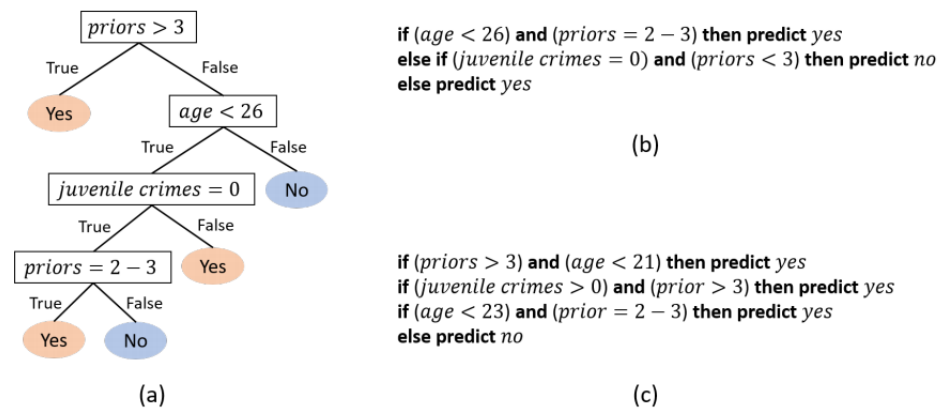 priors > 3
True
False
Yes
age < 26
True
False
juvenile crimes = 0
No
True
False
priors = 2 − 3
Yes
True
False
Yes
No
(a)
if (age < 26) and (priors = 2 − 3) then predict yes
else if (juvenile crimes = 0) and (priors < 3) then predict no
else predict yes
(b)
if (priors > 3) and (age < 21) then predict yes
if (juvenile crimes > 0) and (prior > 3) then predict yes
if (age < 23) and (prior = 2 − 3) then predict yes
else predict no
(c)